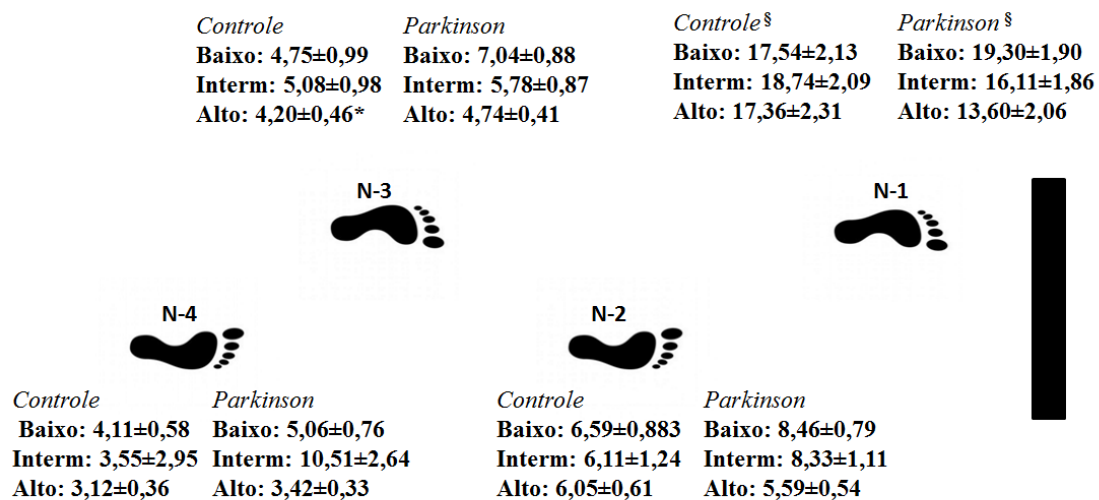 Controle Parkinson Controle§ Parkinson§
Baixo: 4,75±0,99 Baixo: 7,04±0,88 Baixo: 17,54±2,13 Baixo: 19,30±1,90
Interm: 5,08±0,98 Interm: 5,78±0,87 Interm: 18,74±2,09 Interm: 16,11±1,86
Alto: 4,20±0,46* Alto: 4,74±0,41 Alto: 17,36±2,31 Alto: 13,60±2,06
N-3 N-1
N-4 N-2
Controle Parkinson Controle Parkinson
Baixo: 4,11±0,58 Baixo: 5,06±0,76 Baixo: 6,59±0,883 Baixo: 8,46±0,79
Interm: 3,55±2,95 Interm: 10,51±2,64 Interm: 6,11±1,24 Interm: 8,33±1,11
Alto: 3,12±0,36 Alto: 3,42±0,33 Alto: 6,05±0,61 Alto: 5,59±0,54